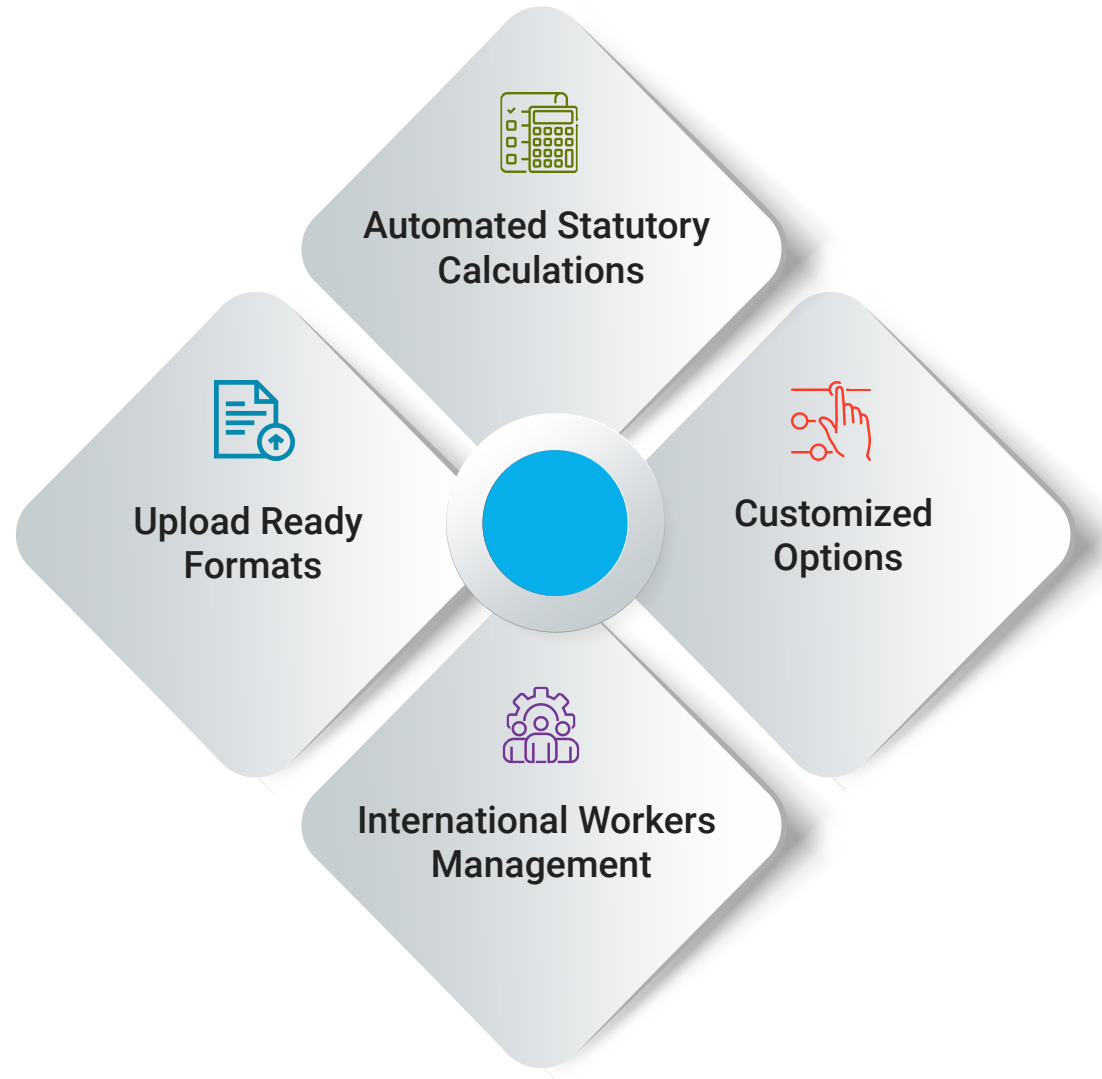 Automated Statutory
Calculations
Upload Ready
Formats
Customized
Options
International Workers
Management